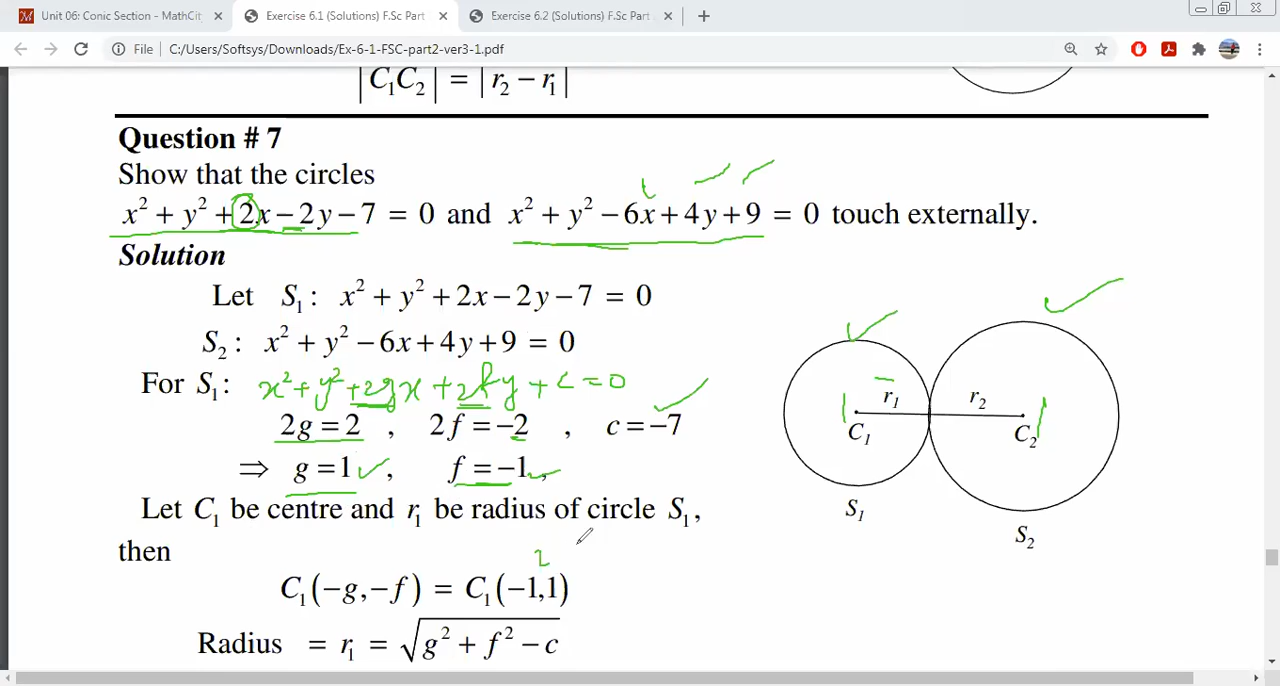 Unit 06: Conic Section - MathCit
Exercise 6.1 (Solutions) F.Sc Part
Exercise 6.2 (Solutions) F.Sc Part
File | C:/Users/Softsys/Downloads/Ex-6-1-FSC-part2-ver3-1.pdf
|C₁C₂| = |r₂ − r₁|
Question # 7
Show that the circles
x² + y² + 2x − 2y − 7 = 0 and x² + y² − 6x + 4y + 9 = 0 touch externally.
Solution
Let S₁ : x² + y² + 2x − 2y − 7 = 0
S₂ : x² + y² − 6x + 4y + 9 = 0
For S₁ : x² + y² + 2gx + 2fy + c = 0
2g = 2 , 2f = −2 , c = −7
⇒ g = 1 , f = −1 ,
Let C₁ be centre and r₁ be radius of circle S₁,
then
C₁(−g,−f) = C₁(−1,1)
Radius = r₁ = √g² + f² − c
r₁ r₂
C₁ C₂
S₁
S₂